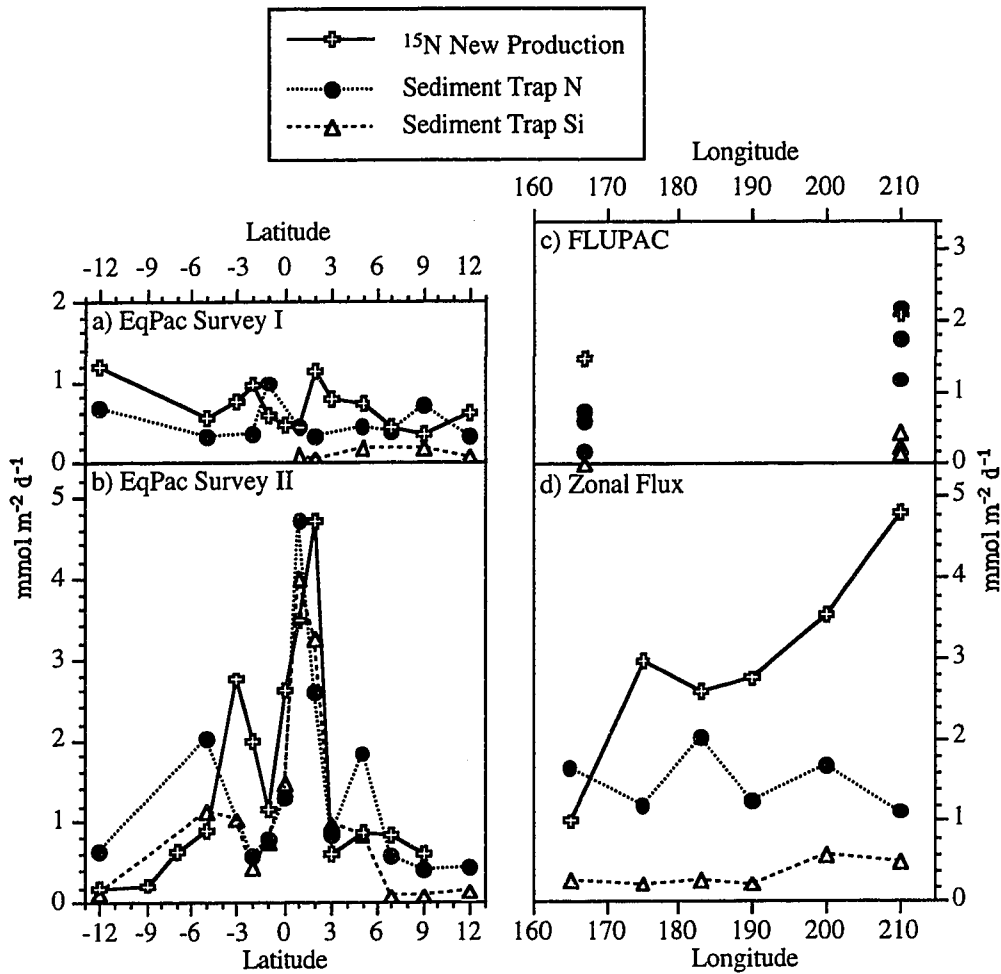 ¹⁵N New Production
Sediment Trap N
Sediment Trap Si
Longitude
160 170 180 190 200 210
Latitude
-12 -9 -6 -3 0 3 6 9 12
a) EqPac Survey I
2
1
0
b) EqPac Survey II
5
4
3
2
1
0
mmol m⁻² d⁻¹
-12 -9 -6 -3 0 3 6 9 12
Latitude
c) FLUPAC
3
2
1
0
d) Zonal Flux
5
4
3
2
1
0
mmol m⁻² d⁻¹
160 170 180 190 200 210
Longitude